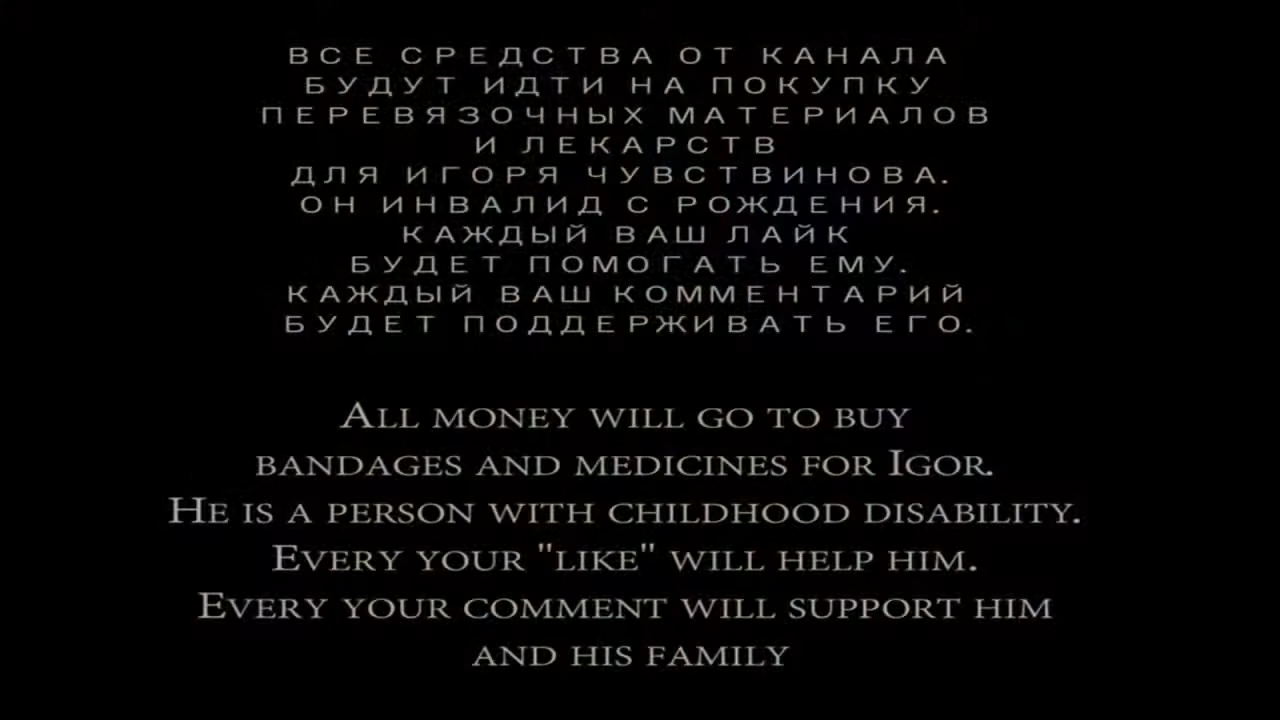 ВСЕ СРЕДСТВА ОТ КАНАЛА
БУДУТ ИДТИ НА ПОКУПКУ
ПЕРЕВЯЗОЧНЫХ МАТЕРИАЛОВ
И ЛЕКАРСТВ
ДЛЯ ИГОРЯ ЧУВСТВИНОВА.
ОН ИНВАЛИД С РОЖДЕНИЯ.
КАЖДЫЙ ВАШ ЛАЙК
БУДЕТ ПОМОГАТЬ ЕМУ.
КАЖДЫЙ ВАШ КОММЕНТАРИЙ
БУДЕТ ПОДДЕРЖИВАТЬ ЕГО.
ALL MONEY WILL GO TO BUY
BANDAGES AND MEDICINES FOR IGOR.
HE IS A PERSON WITH CHILDHOOD DISABILITY.
EVERY YOUR "LIKE" WILL HELP HIM.
EVERY YOUR COMMENT WILL SUPPORT HIM
AND HIS FAMILY